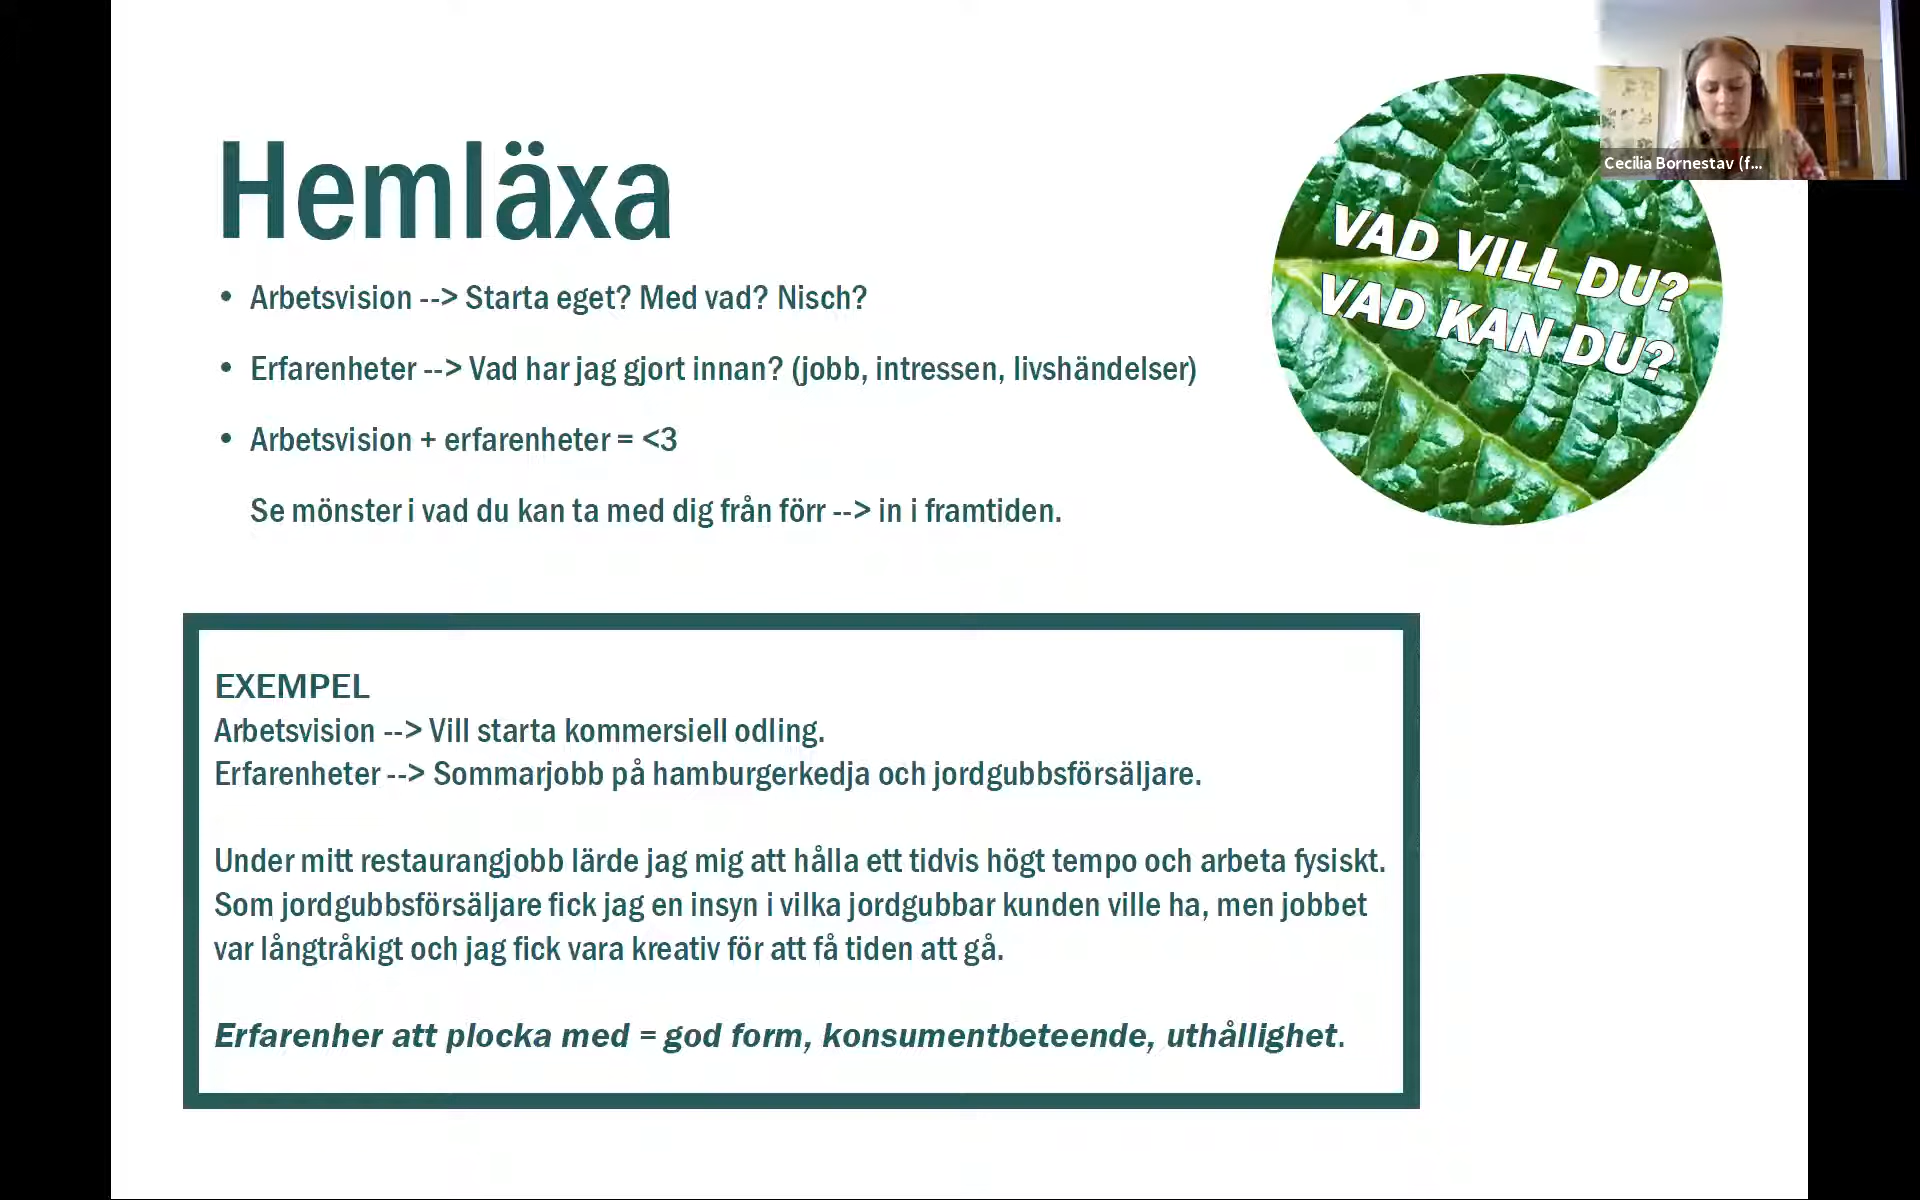 Hemläxa
• Arbetsvision --> Starta eget? Med vad? Nisch?
• Erfarenheter --> Vad har jag gjort innan? (jobb, intressen, livshändelser)
• Arbetsvision + erfarenheter = <3
Se mönster i vad du kan ta med dig från förr --> in i framtiden.
VAD VILL DU?
VAD KAN DU?
Cecilia Bornestav (f...
EXEMPEL
Arbetsvision --> Vill starta kommersiell odling.
Erfarenheter --> Sommarjobb på hamburgerkedja och jordgubbsförsäljare.
Under mitt restaurangjobb lärde jag mig att hålla ett tidvis högt tempo och arbeta fysiskt.
Som jordgubbsförsäljare fick jag en insyn i vilka jordgubbar kunden ville ha, men jobbet
var långtråkigt och jag fick vara kreativ för att få tiden att gå.
Erfarenher att plocka med = god form, konsumentbeteende, uthållighet.